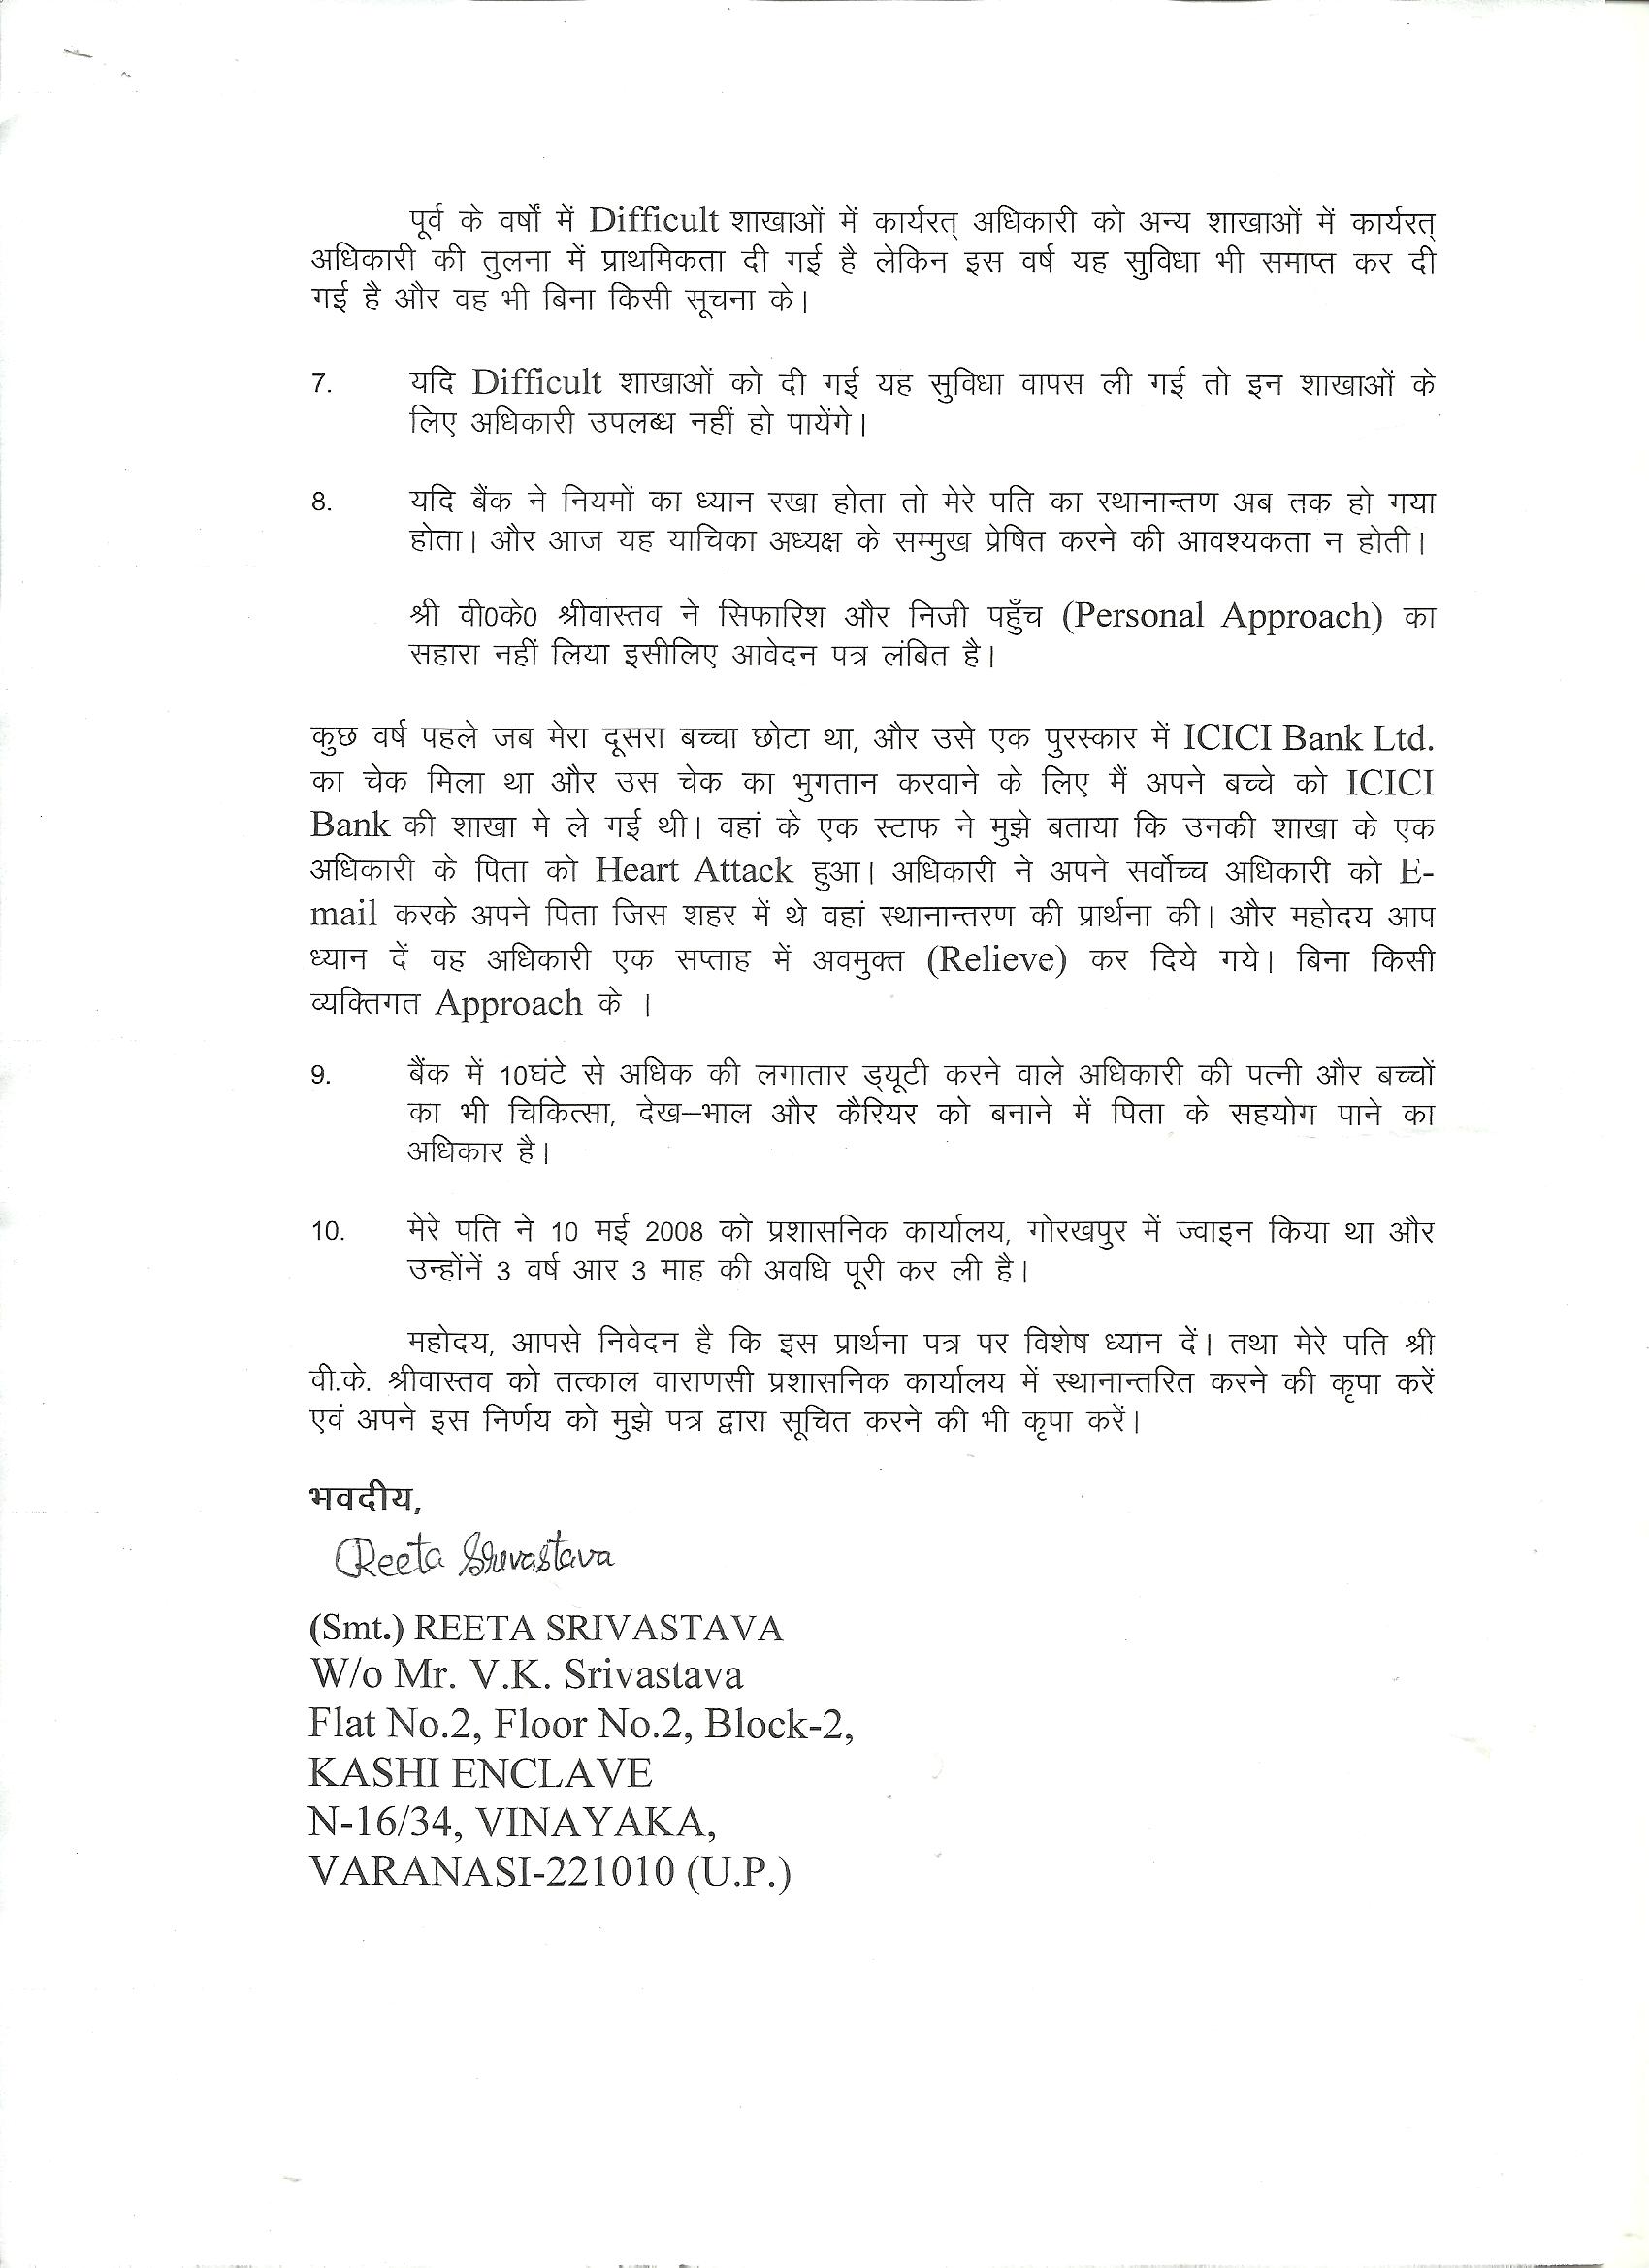 पूर्व के वर्षों में Difficult शाखाओं में कार्यरत् अधिकारी को अन्य शाखाओं में कार्यरत्
अधिकारी की तुलना में प्राथमिकता दी गई है लेकिन इस वर्ष यह सुविधा भी समाप्त कर दी
गई है और वह भी बिना किसी सूचना के।
7. यदि Difficult शाखाओं को दी गई यह सुविधा वापस ली गई तो इन शाखाओं के
लिए अधिकारी उपलब्ध नहीं हो पायेंगे।
8. यदि बैंक ने नियमों का ध्यान रखा होता तो मेरे पति का स्थानान्तण अब तक हो गया
होता। और आज यह याचिका अध्यक्ष के सम्मुख प्रेषित करने की आवश्यकता न होती।
श्री वी0के0 श्रीवास्तव ने सिफारिश और निजी पहुँच (Personal Approach) का
सहारा नहीं लिया इसीलिए आवेदन पत्र लंबित है।
कुछ वर्ष पहले जब मेरा दूसरा बच्चा छोटा था, और उसे एक पुरस्कार में ICICI Bank Ltd.
का चेक मिला था और उस चेक का भुगतान करवाने के लिए मैं अपने बच्चे को ICICI
Bank की शाखा मे ले गई थी। वहां के एक स्टाफ ने मुझे बताया कि उनकी शाखा के एक
अधिकारी के पिता को Heart Attack हुआ। अधिकारी ने अपने सर्वोच्च अधिकारी को E-
mail करके अपने पिता जिस शहर में थे वहां स्थानान्तरण की प्रार्थना की। और महोदय आप
ध्यान दें वह अधिकारी एक सप्ताह में अवमुक्त (Relieve) कर दिये गये। बिना किसी
व्यक्तिगत Approach के ।
9. बैंक में 10घंटे से अधिक की लगातार ड्यूटी करने वाले अधिकारी की पत्नी और बच्चों
का भी चिकित्सा, देख–भाल और कैरियर को बनाने में पिता के सहयोग पाने का
अधिकार है।
10. मेरे पति ने 10 मई 2008 को प्रशासनिक कार्यालय, गोरखपुर में ज्वाइन किया था और
उन्होंनें 3 वर्ष आर 3 माह की अवधि पूरी कर ली है।
महोदय, आपसे निवेदन है कि इस प्रार्थना पत्र पर विशेष ध्यान दें। तथा मेरे पति श्री
वी.के. श्रीवास्तव को तत्काल वाराणसी प्रशासनिक कार्यालय में स्थानान्तरित करने की कृपा करें
एवं अपने इस निर्णय को मुझे पत्र द्वारा सूचित करने की भी कृपा करें।
भवदीय,
Reeta Srivastava
(Smt.) REETA SRIVASTAVA
W/o Mr. V.K. Srivastava
Flat No.2, Floor No.2, Block-2,
KASHI ENCLAVE
N-16/34, VINAYAKA,
VARANASI-221010 (U.P.)